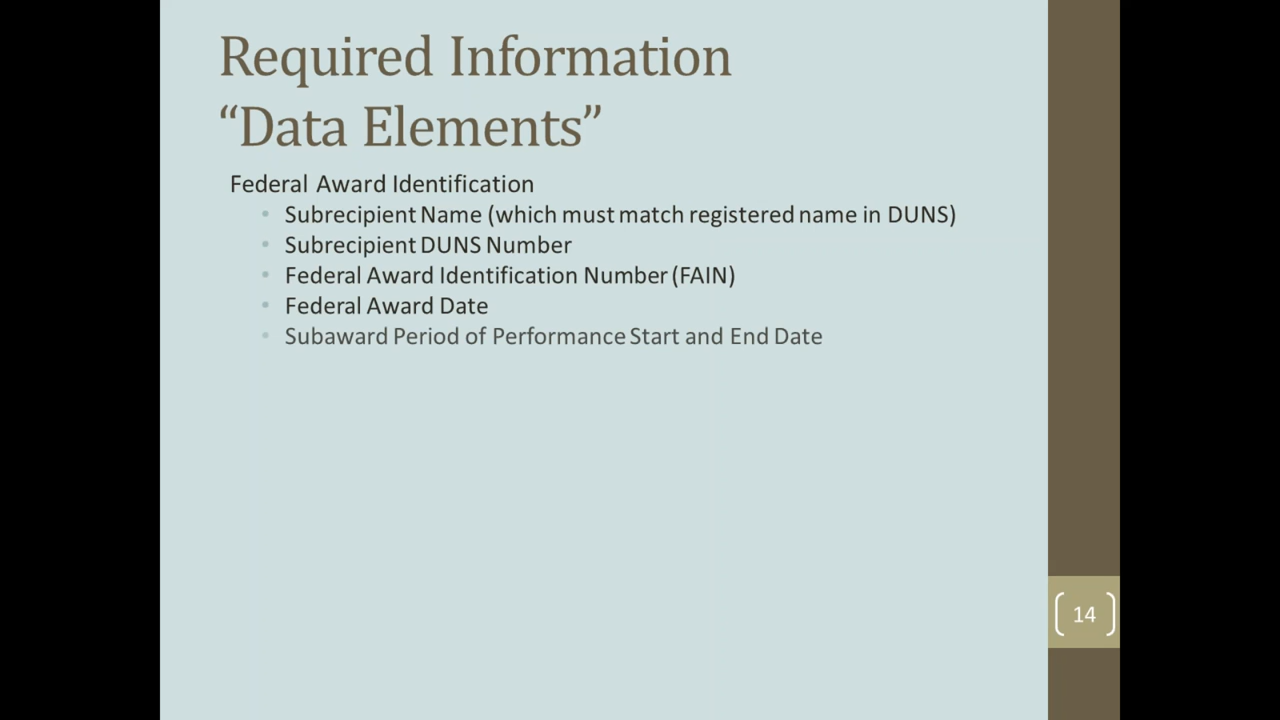 Required Information
“Data Elements”
Federal Award Identification
• Subrecipient Name (which must match registered name in DUNS)
• Subrecipient DUNS Number
• Federal Award Identification Number (FAIN)
• Federal Award Date
• Subaward Period of Performance Start and End Date
14